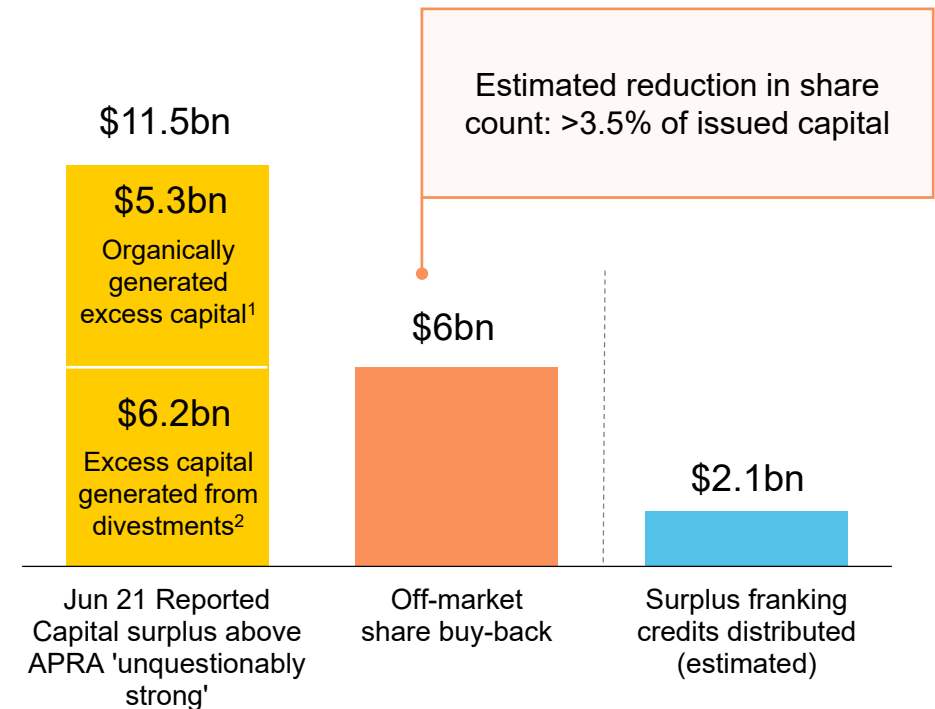 Estimated reduction in share
count: >3.5% of issued capital
$11.5bn
$5.3bn
Organically
generated
excess capital¹
$6.2bn
Excess capital
generated from
divestments²
$6bn
$2.1bn
Jun 21 Reported
Capital surplus above
APRA 'unquestionably
strong'
Off-market
share buy-back
Surplus franking
credits distributed
(estimated)